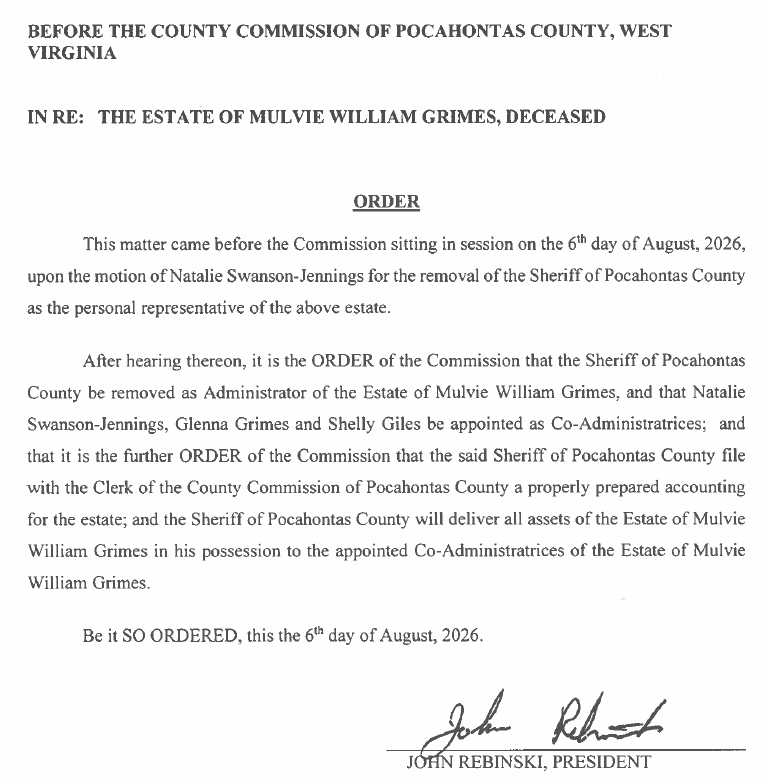 BEFORE THE COUNTY COMMISSION OF POCAHONTAS COUNTY, WEST
VIRGINIA
IN RE: THE ESTATE OF MULVIE WILLIAM GRIMES, DECEASED
ORDER
This matter came before the Commission sitting in session on the 6th day of August, 2026,
upon the motion of Natalie Swanson-Jennings for the removal of the Sheriff of Pocahontas County
as the personal representative of the above estate.
After hearing thereon, it is the ORDER of the Commission that the Sheriff of Pocahontas
County be removed as Administrator of the Estate of Mulvie William Grimes, and that Natalie
Swanson-Jennings, Glenna Grimes and Shelly Giles be appointed as Co-Administratrices; and
that it is the further ORDER of the Commission that the said Sheriff of Pocahontas County file
with the Clerk of the County Commission of Pocahontas County a properly prepared accounting
for the estate; and the Sheriff of Pocahontas County will deliver all assets of the Estate of Mulvie
William Grimes in his possession to the appointed Co-Administratrices of the Estate of Mulvie
William Grimes.
Be it SO ORDERED, this the 6th day of August, 2026.
John Rebinski
JOHN REBINSKI, PRESIDENT